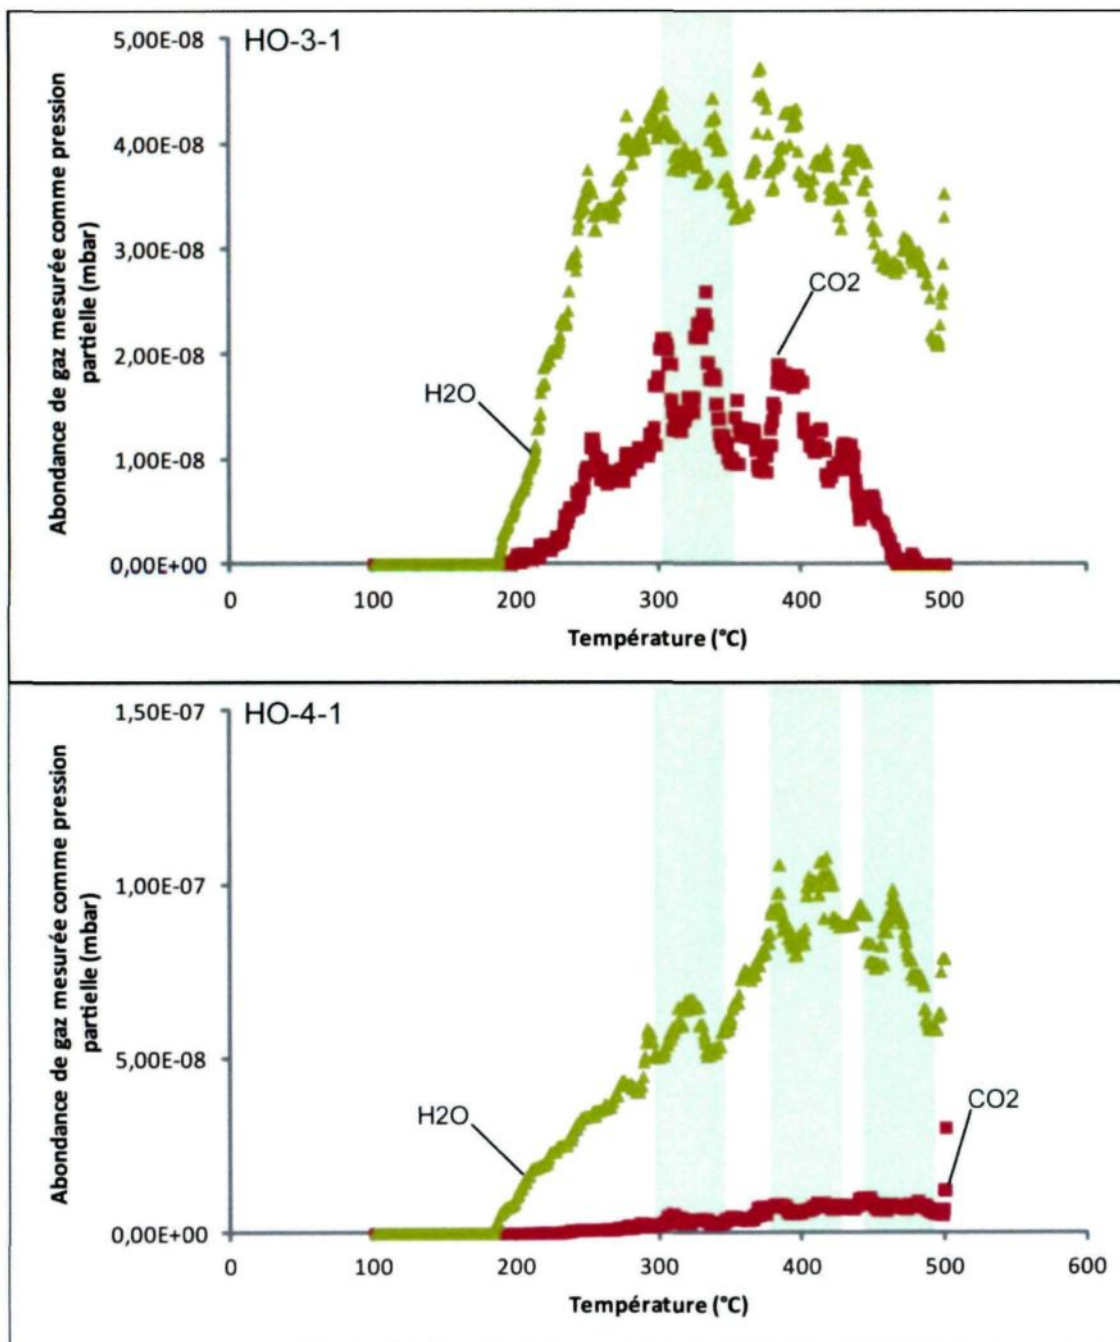 HO-3-1
5,00E-08
4,00E-08
3,00E-08
2,00E-08
1,00E-08
0,00E+00
Abondance de gaz mesurée comme pression
partielle (mbar)
H2O
CO2
0
100
200
300
400
500
600
Température (°C)
HO-4-1
1,50E-07
1,00E-07
5,00E-08
0,00E+00
Abondance de gaz mesurée comme pression
partielle (mbar)
H2O
CO2
0
100
200
300
400
500
600
Température (°C)